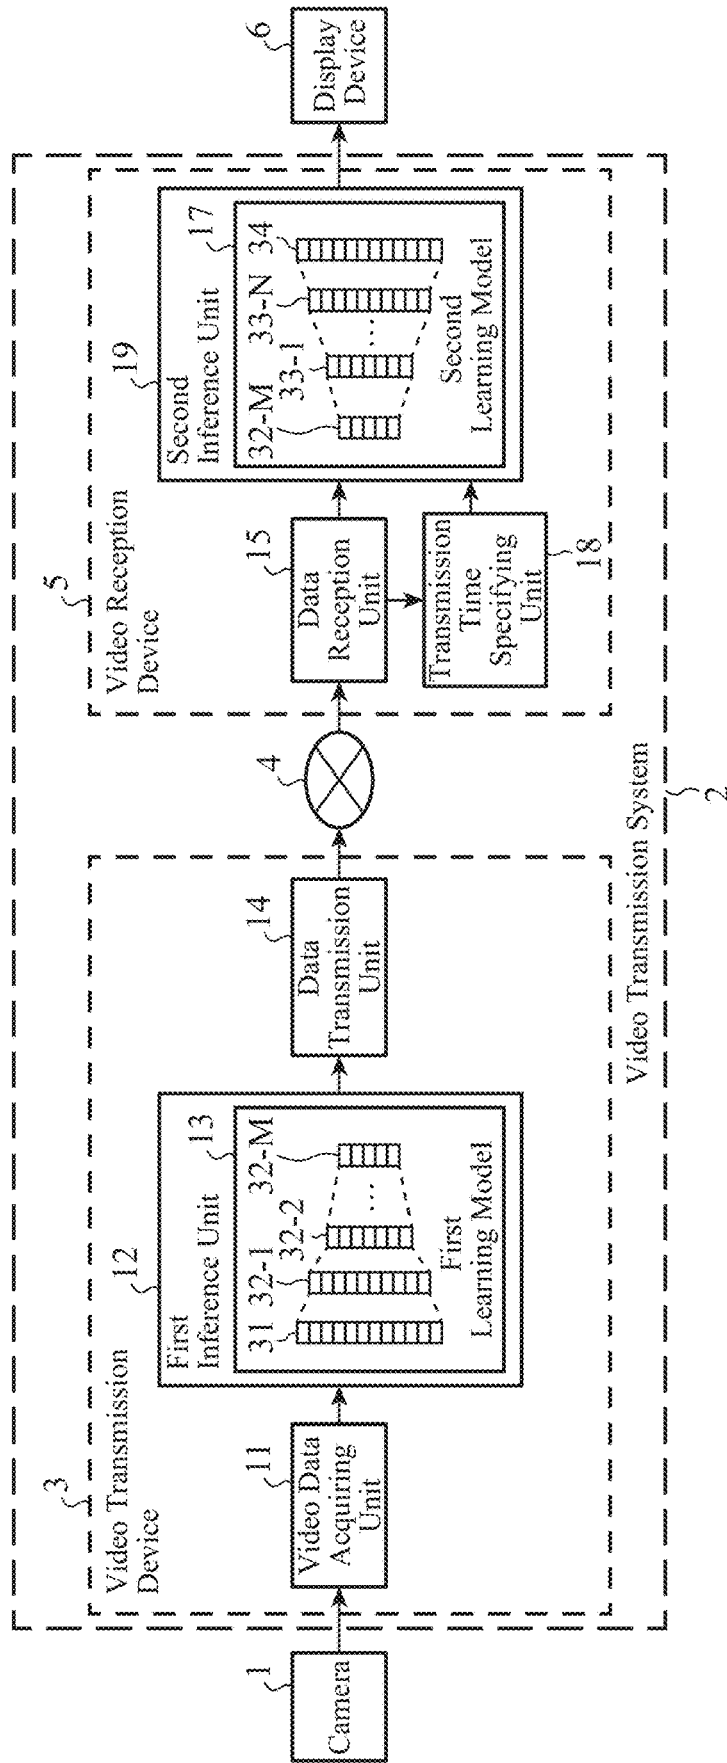 1
Camera
3
Video Transmission
Device
11
Video Data
Acquiring
Unit
12
First
Inference Unit
13
31
32-1
32-2
32-M
...
First
Learning Model
14
Data
Transmission
Unit
4
5
Video Reception
Device
15
Data
Reception
Unit
Transmission
Time
Specifying
Unit
18
19
Second
Inference Unit
17
32-M
33-1
33-N
34
...
Second
Learning Model
6
Display
Device
Video Transmission System
2